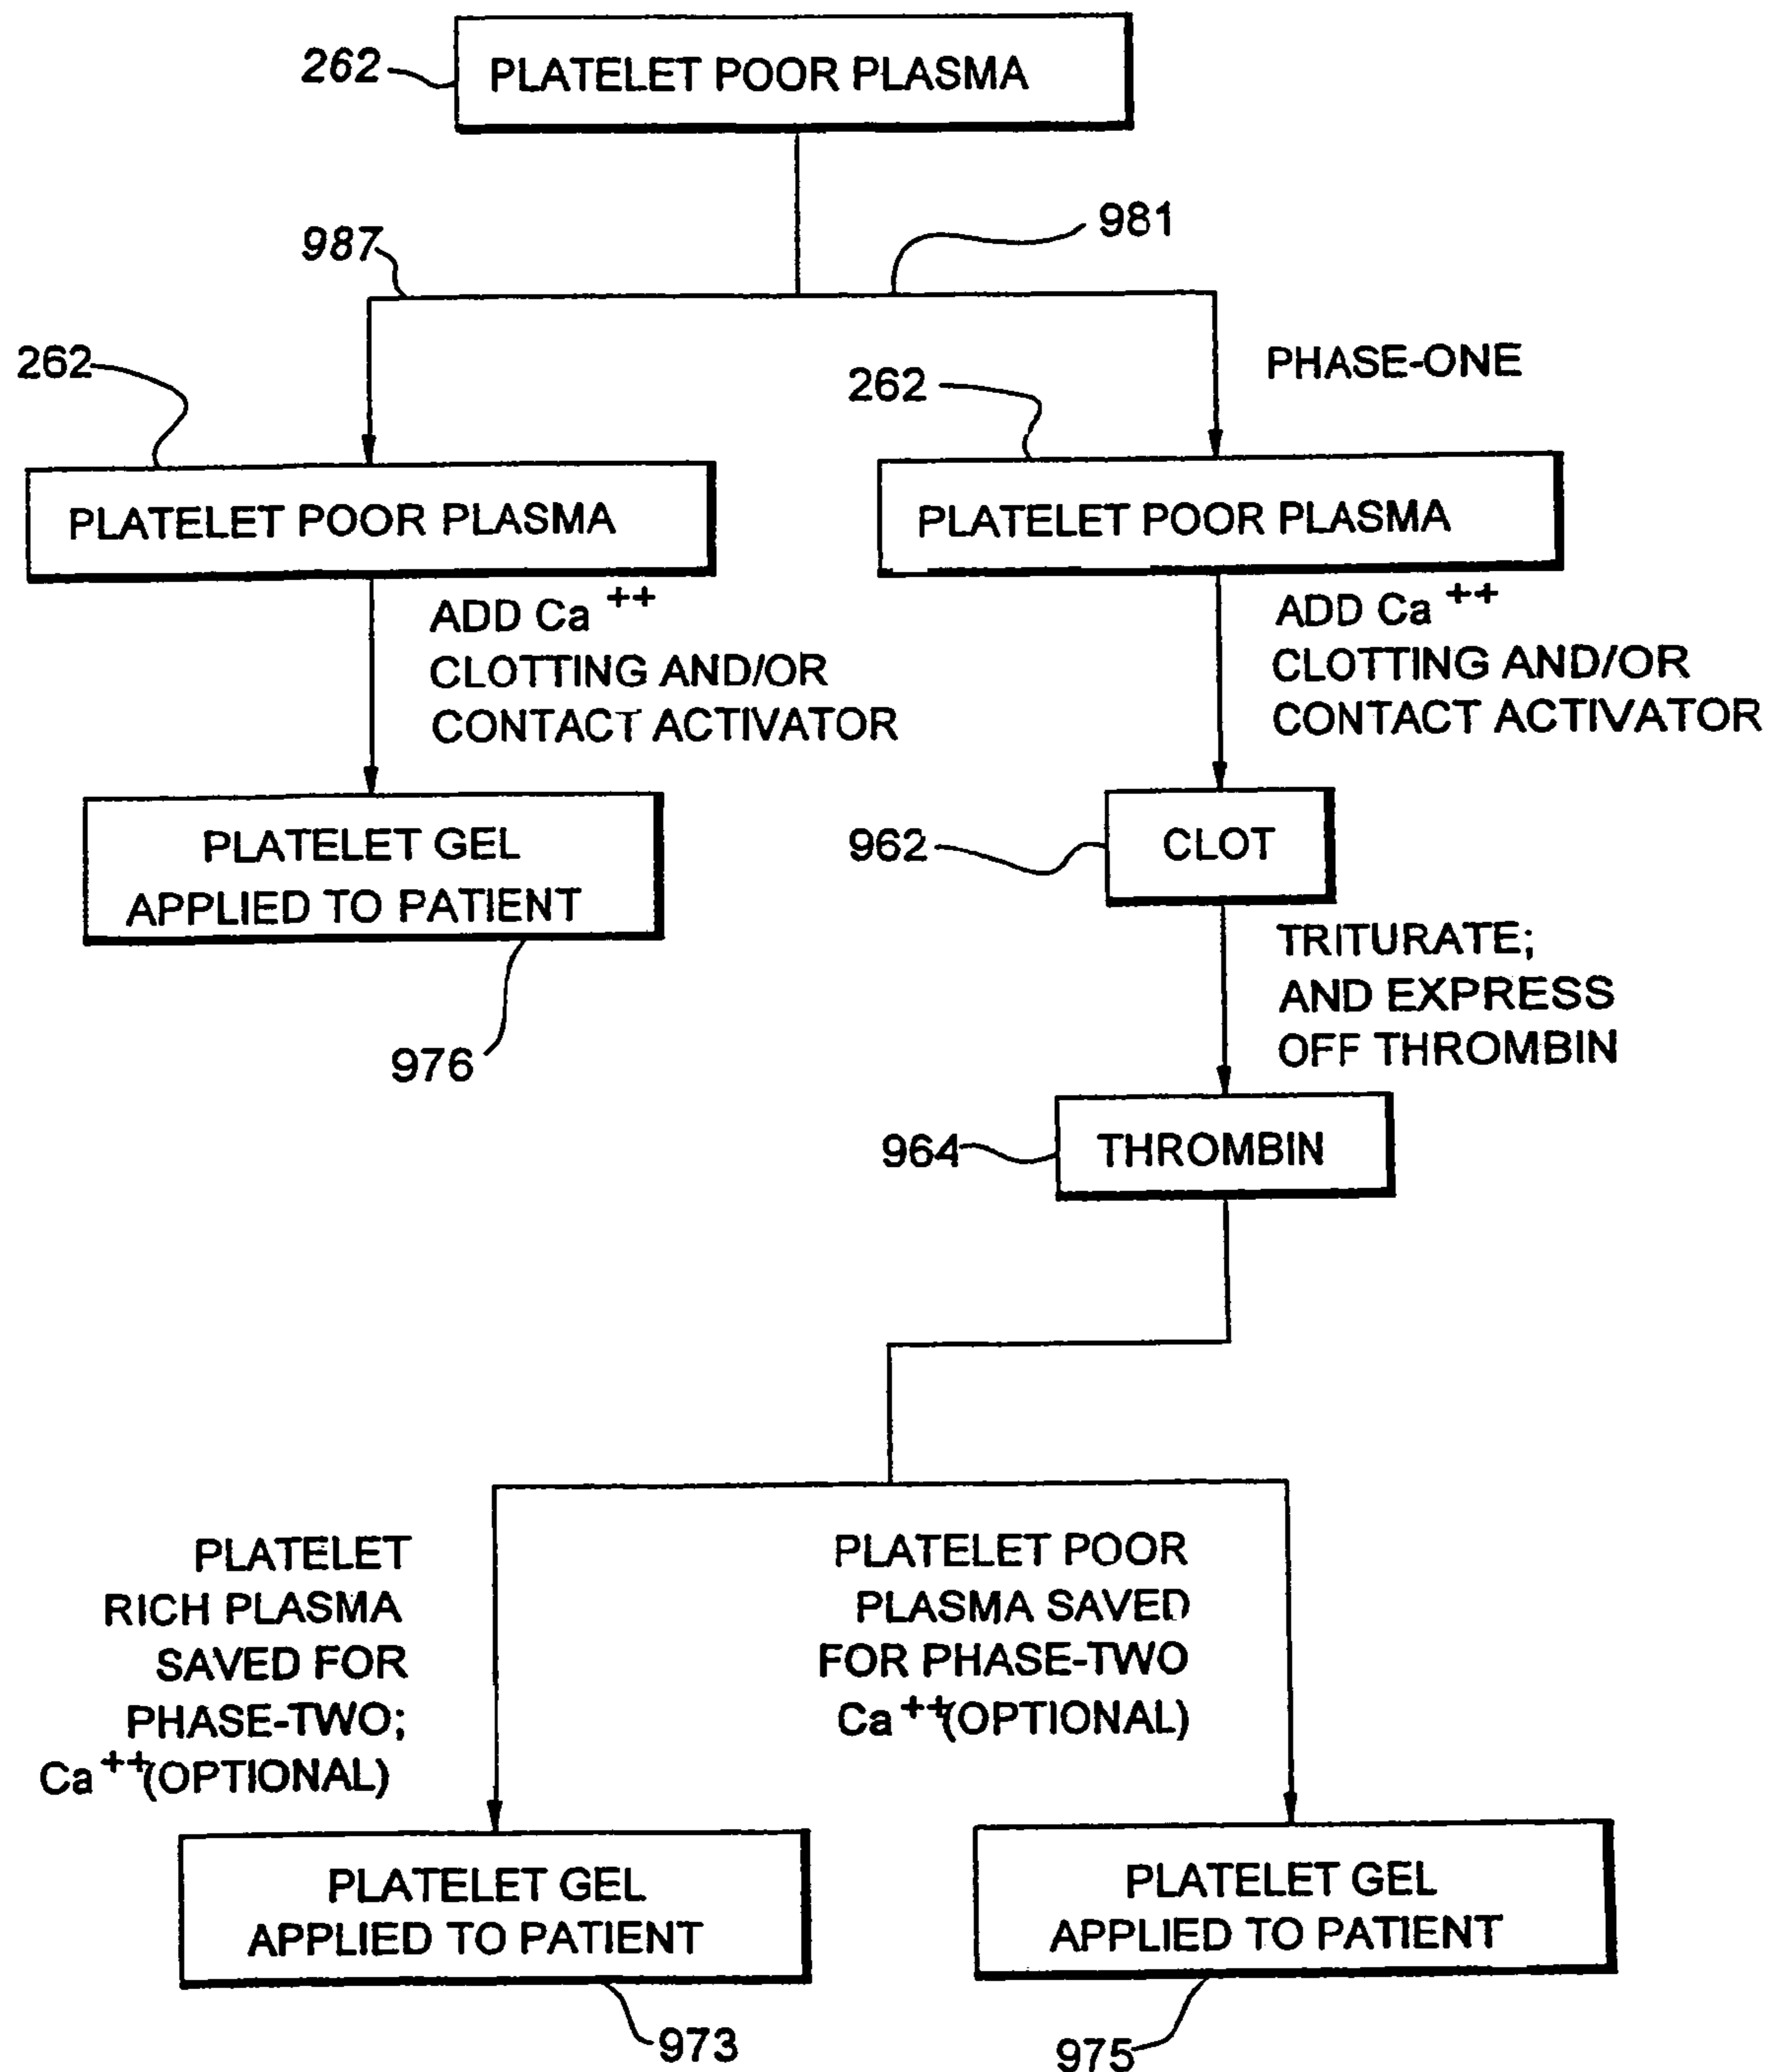 262
PLATELET POOR PLASMA
987
981
PHASE-ONE
262
262
PLATELET POOR PLASMA
PLATELET POOR PLASMA
ADD Ca++
CLOTTING AND/OR
CONTACT ACTIVATOR
ADD Ca++
CLOTTING AND/OR
CONTACT ACTIVATOR
PLATELET GEL
APPLIED TO PATIENT
976
962
CLOT
TRITURATE;
AND EXPRESS
OFF THROMBIN
964
THROMBIN
PLATELET
RICH PLASMA
SAVED FOR
PHASE-TWO;
Ca++(OPTIONAL)
PLATELET POOR
PLASMA SAVED
FOR PHASE-TWO
Ca++(OPTIONAL)
PLATELET GEL
APPLIED TO PATIENT
973
PLATELET GEL
APPLIED TO PATIENT
975